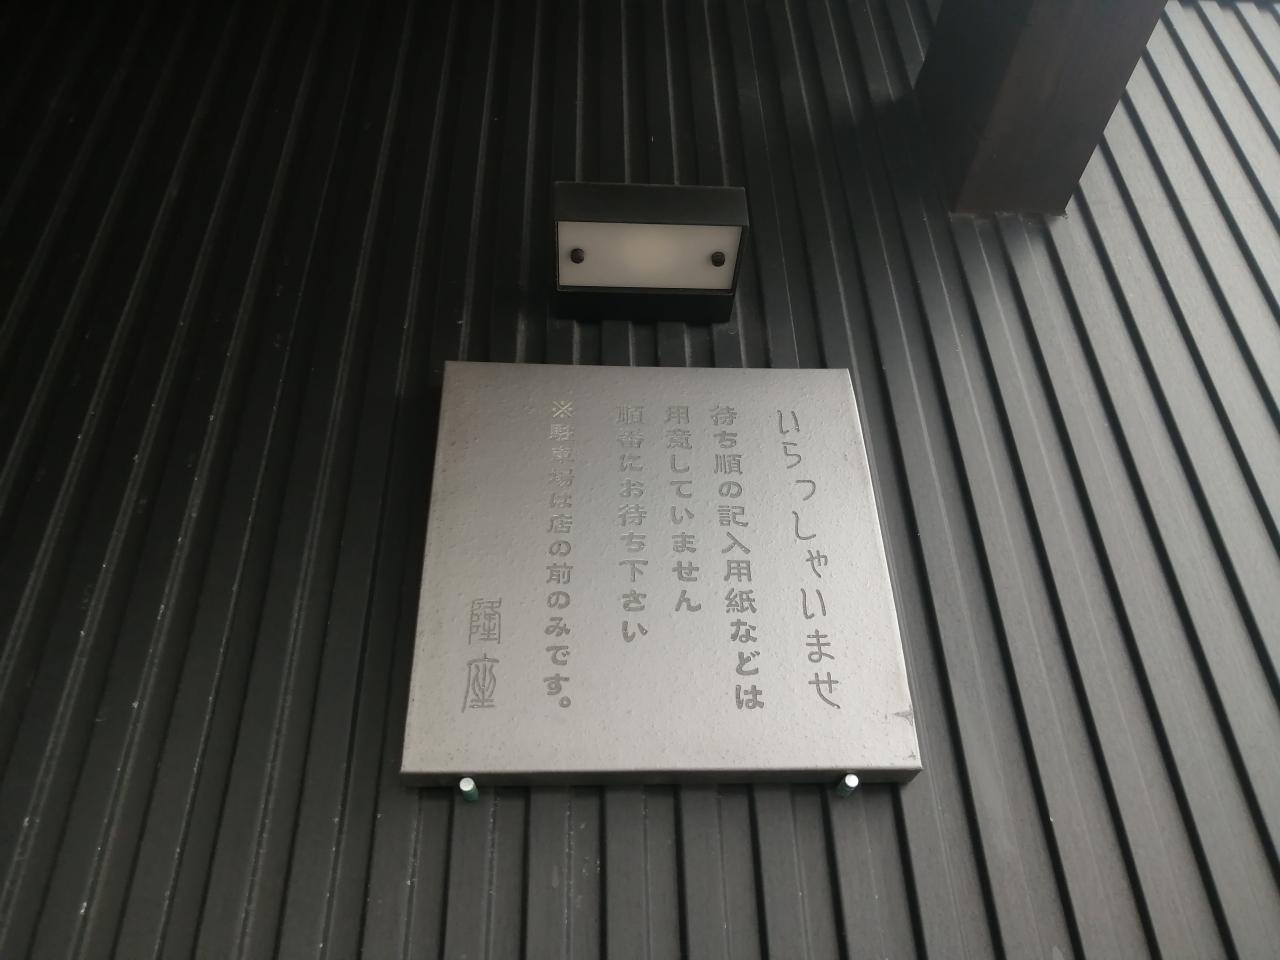 いらっしゃいませ
待ち順の記入用紙などは
用意していません
順番にお待ち下さい
※駐車場は店の前のみです。
隆座